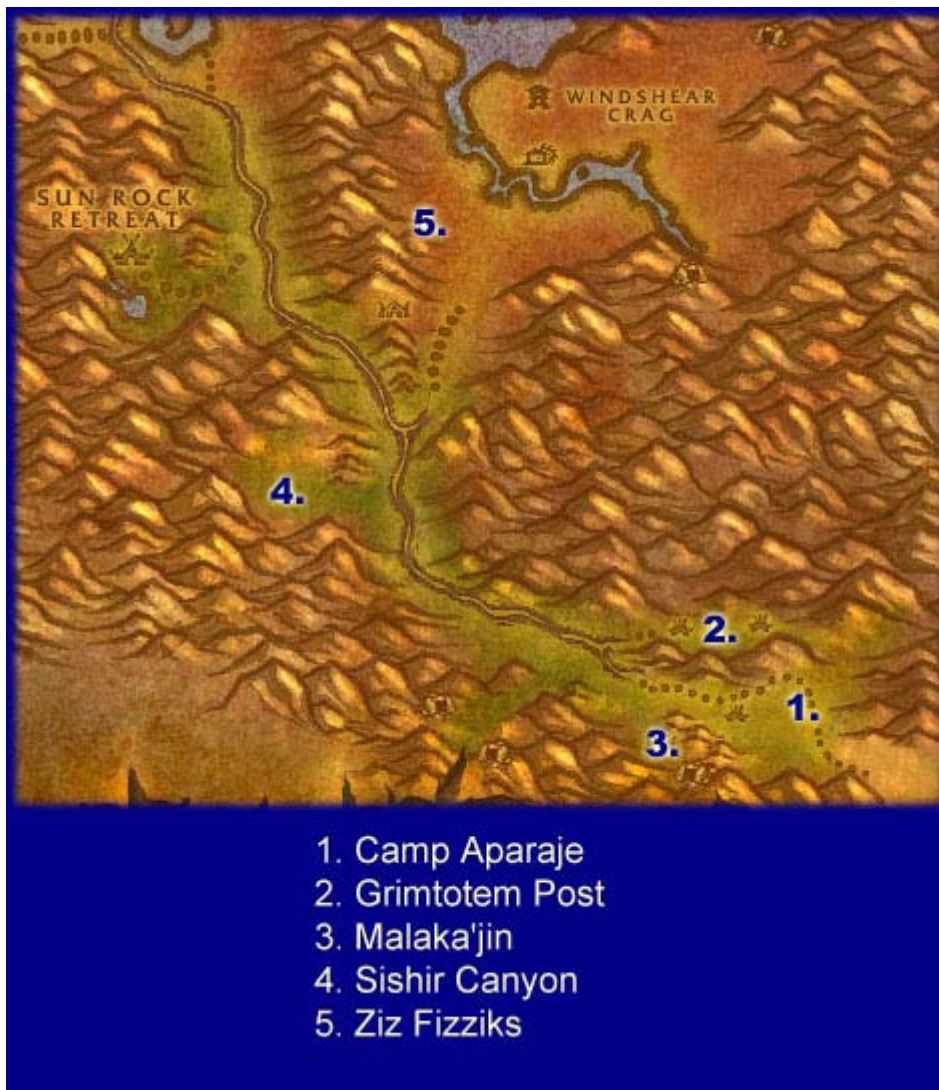 WINDSHEAR
CRAG
SUN ROCK
RETREAT
5.
4.
2.
1.
3.
1. Camp Aparaje
2. Grimtotem Post
3. Malaka'jin
4. Sishir Canyon
5. Ziz Fizziks